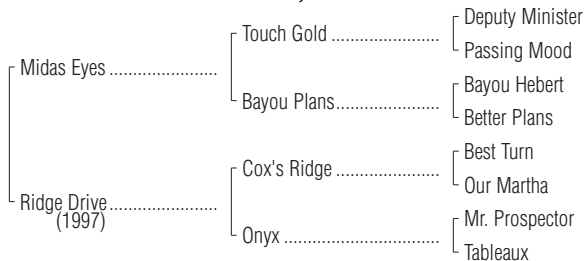 Deputy Minister
Touch Gold ......................
Passing Mood
Midas Eyes ......................
Bayou Hebert
Bayou Plans......................
Better Plans
Best Turn
Cox's Ridge ......................
Our Martha
Ridge Drive......................
(1997)
Mr. Prospector
Onyx ................................
Tableaux